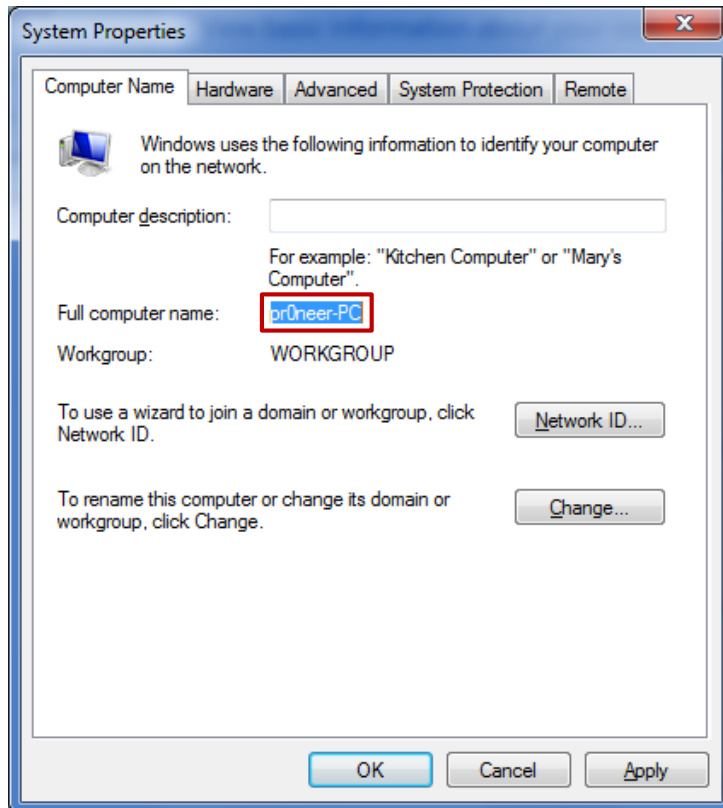 System Properties
Computer Name Hardware Advanced System Protection Remote
Windows uses the following information to identify your computer
on the network.
Computer description:
For example: "Kitchen Computer" or "Mary's
Computer".
Full computer name: pr0neer-PC
Workgroup: WORKGROUP
To use a wizard to join a domain or workgroup, click
Network ID.
Network ID...
To rename this computer or change its domain or
workgroup, click Change.
Change...
OK Cancel Apply